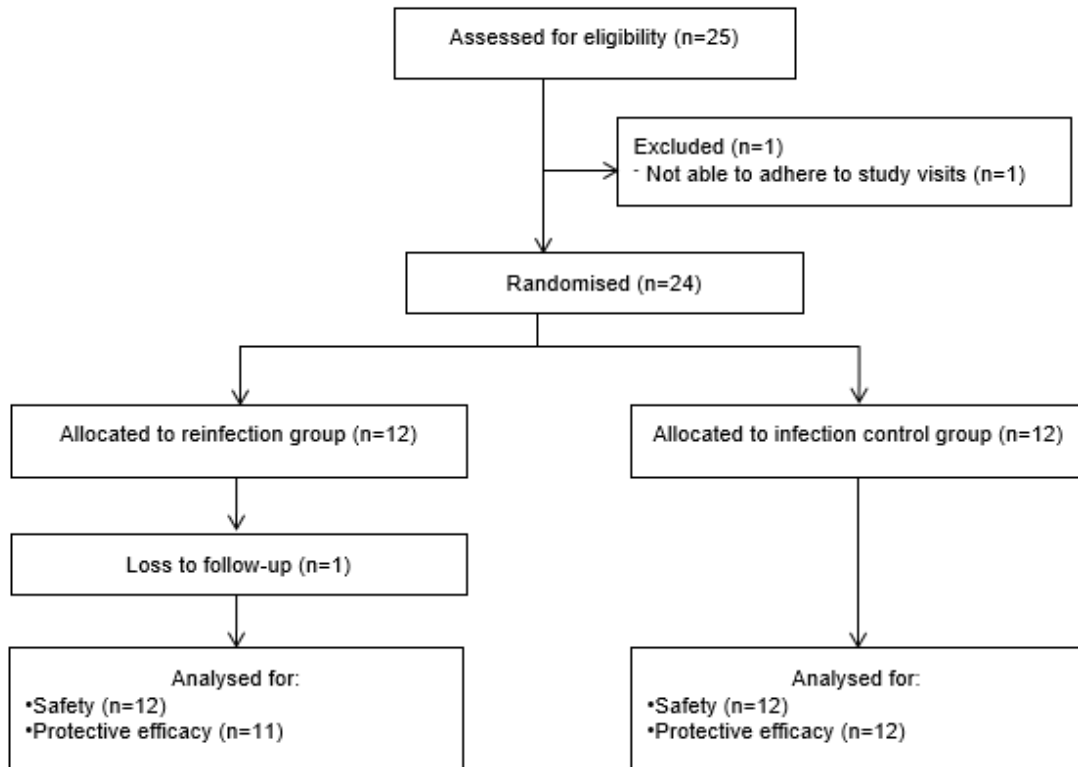 Assessed for eligibility (n=25)
Excluded (n=1)
- Not able to adhere to study visits (n=1)
Randomised (n=24)
Allocated to reinfection group (n=12)
Allocated to infection control group (n=12)
Loss to follow-up (n=1)
Analysed for:
•Safety (n=12)
•Protective efficacy (n=11)
Analysed for:
•Safety (n=12)
•Protective efficacy (n=12)